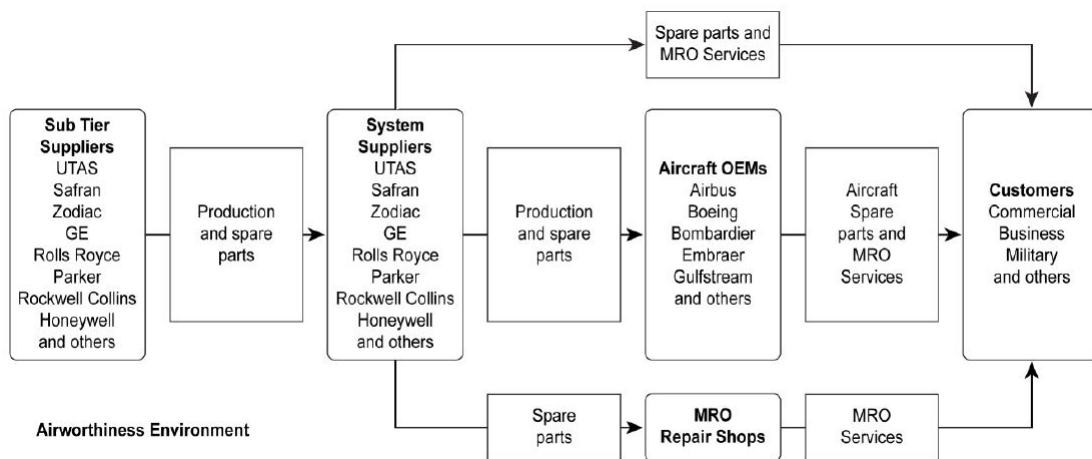 Spare parts and
MRO Services
Sub Tier
Suppliers
UTAS
Safran
Zodiac
GE
Rolls Royce
Parker
Rockwell Collins
Honeywell
and others
Production
and spare
parts
System
Suppliers
UTAS
Safran
Zodiac
GE
Rolls Royce
Parker
Rockwell Collins
Honeywell
and others
Production
and spare
parts
Aircraft OEMs
Airbus
Boeing
Bombardier
Embraer
Gulfstream
and others
Aircraft
Spare
parts and
MRO
Services
Customers
Commercial
Business
Military
and others
Airworthiness Environment
Spare
parts
MRO
Repair Shops
MRO
Services